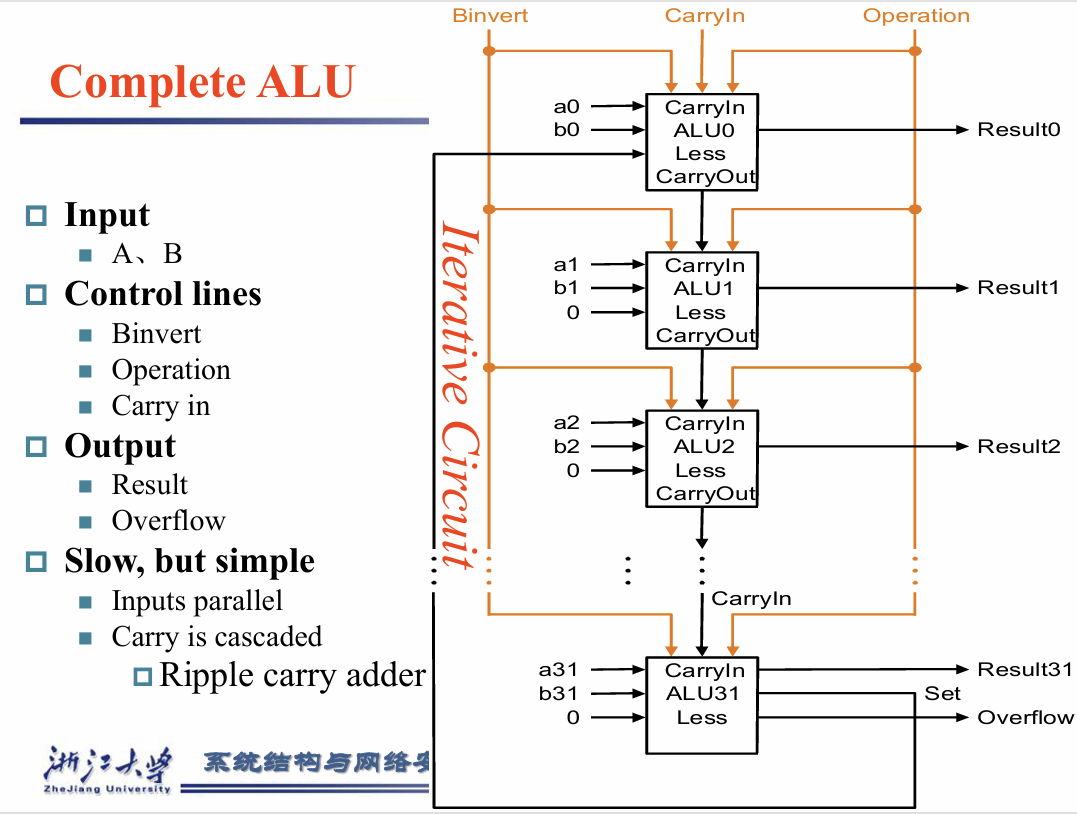 Complete ALU
Input
A、B
Control lines
Binvert
Operation
Carry in
Output
Result
Overflow
Slow, but simple
Inputs parallel
Carry is cascaded
Ripple carry adder
浙江大学
ZheJiang University
系统结构与网络安
Iterative Circuit
Binvert
CarryIn
Operation
a0
b0
CarryIn
ALU0
Less
CarryOut
Result0
a1
b1
0
CarryIn
ALU1
Less
CarryOut
Result1
a2
b2
0
CarryIn
ALU2
Less
CarryOut
Result2
CarryIn
a31
b31
0
CarryIn
ALU31
Less
Result31
Set
Overflow